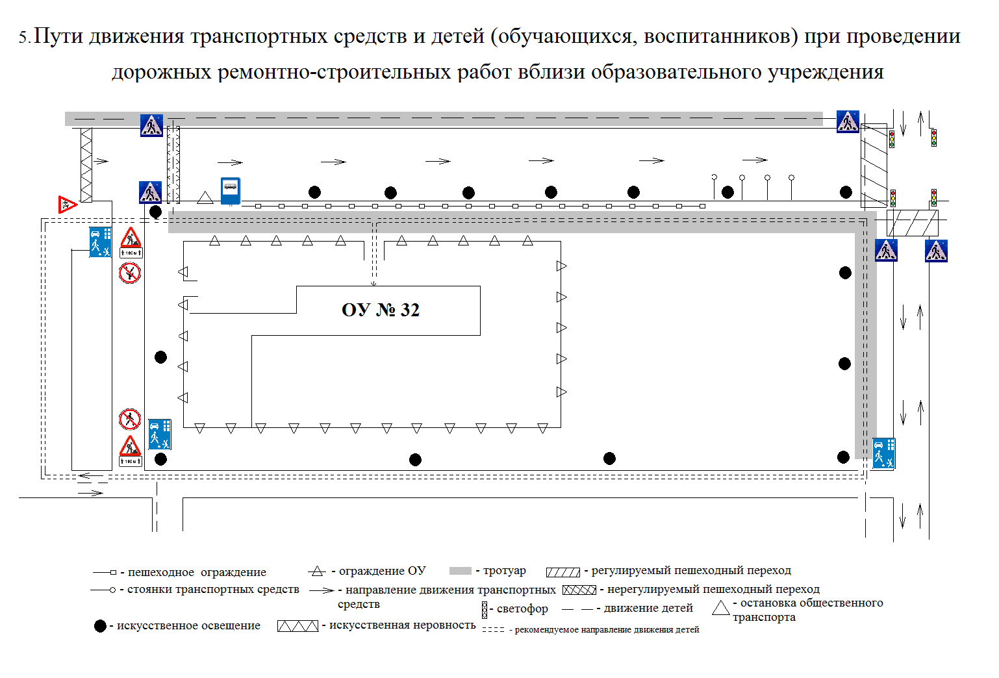 5. Пути движения транспортных средств и детей (обучающихся, воспитанников) при проведении
дорожных ремонтно-строительных работ вблизи образовательного учреждения
ОУ № 32
- пешеходное ограждение
- ограждение ОУ
- тротуар
- регулируемый пешеходный переход
- стоянки транспортных средств
- направление движения транспортных
средств
- нерегулируемый пешеходный переход
- светофор
- движение детей
- остановка общественного
транспорта
- искусственное освещение
- искусственная неровность
- рекомендуемое направление движения детей